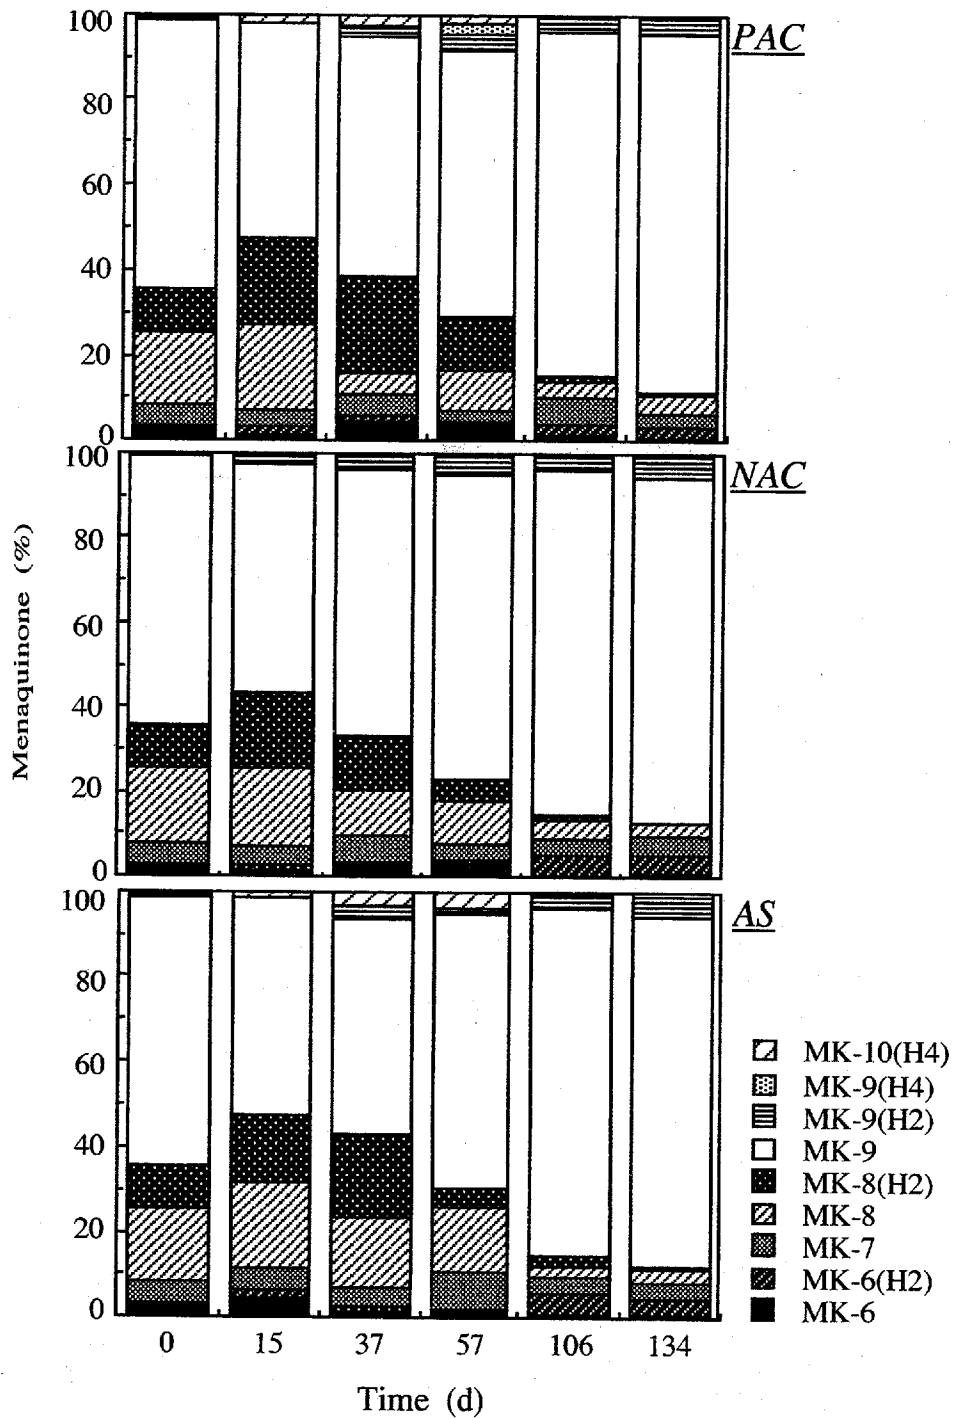 100
80
60
40
20
0
PAC
100
80
60
40
20
0
NAC
Menaquinone (%)
100
80
60
40
20
0
AS
MK-10(H4)
MK-9(H4)
MK-9(H2)
MK-9
MK-8(H2)
MK-8
MK-7
MK-6(H2)
MK-6
0 15 37 57 106 134
Time (d)